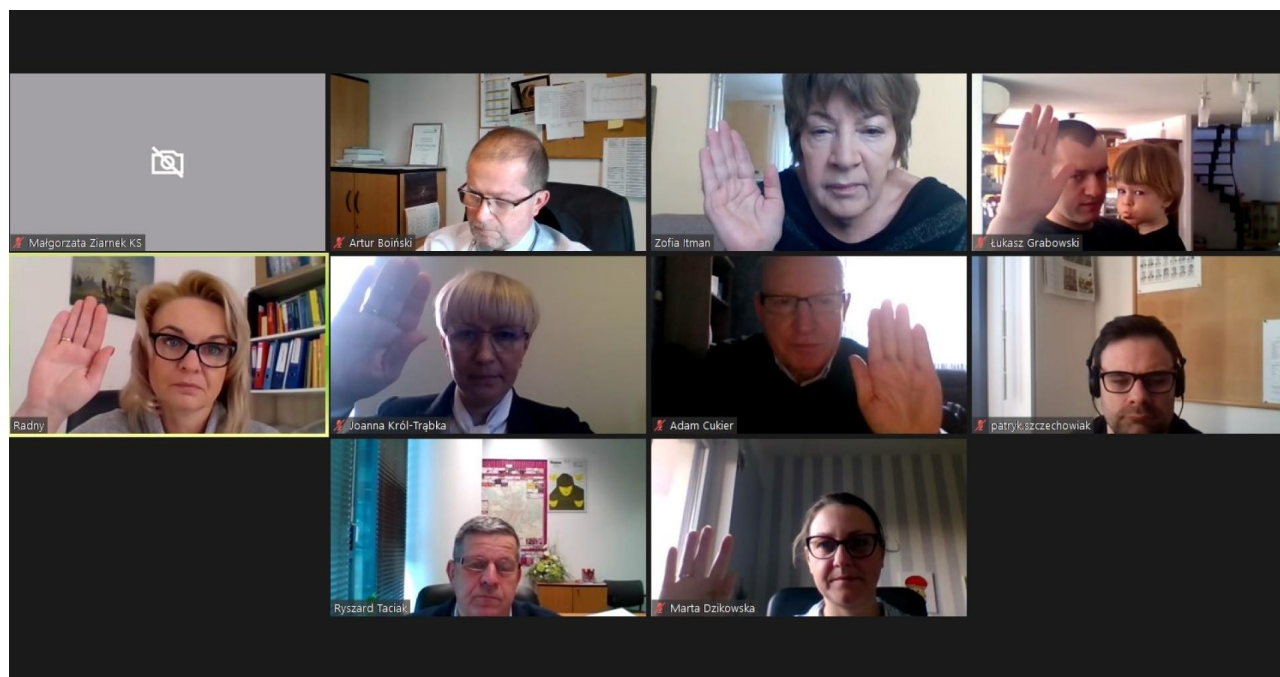 Małgorzata Ziarnek KS
Artur Boiński
Zofia Itman
Łukasz Grabowski
Radny
Joanna Król-Trąbka
Adam Cukier
patryk.szczechowiak
Ryszard Taciak
Marta Dzikowska